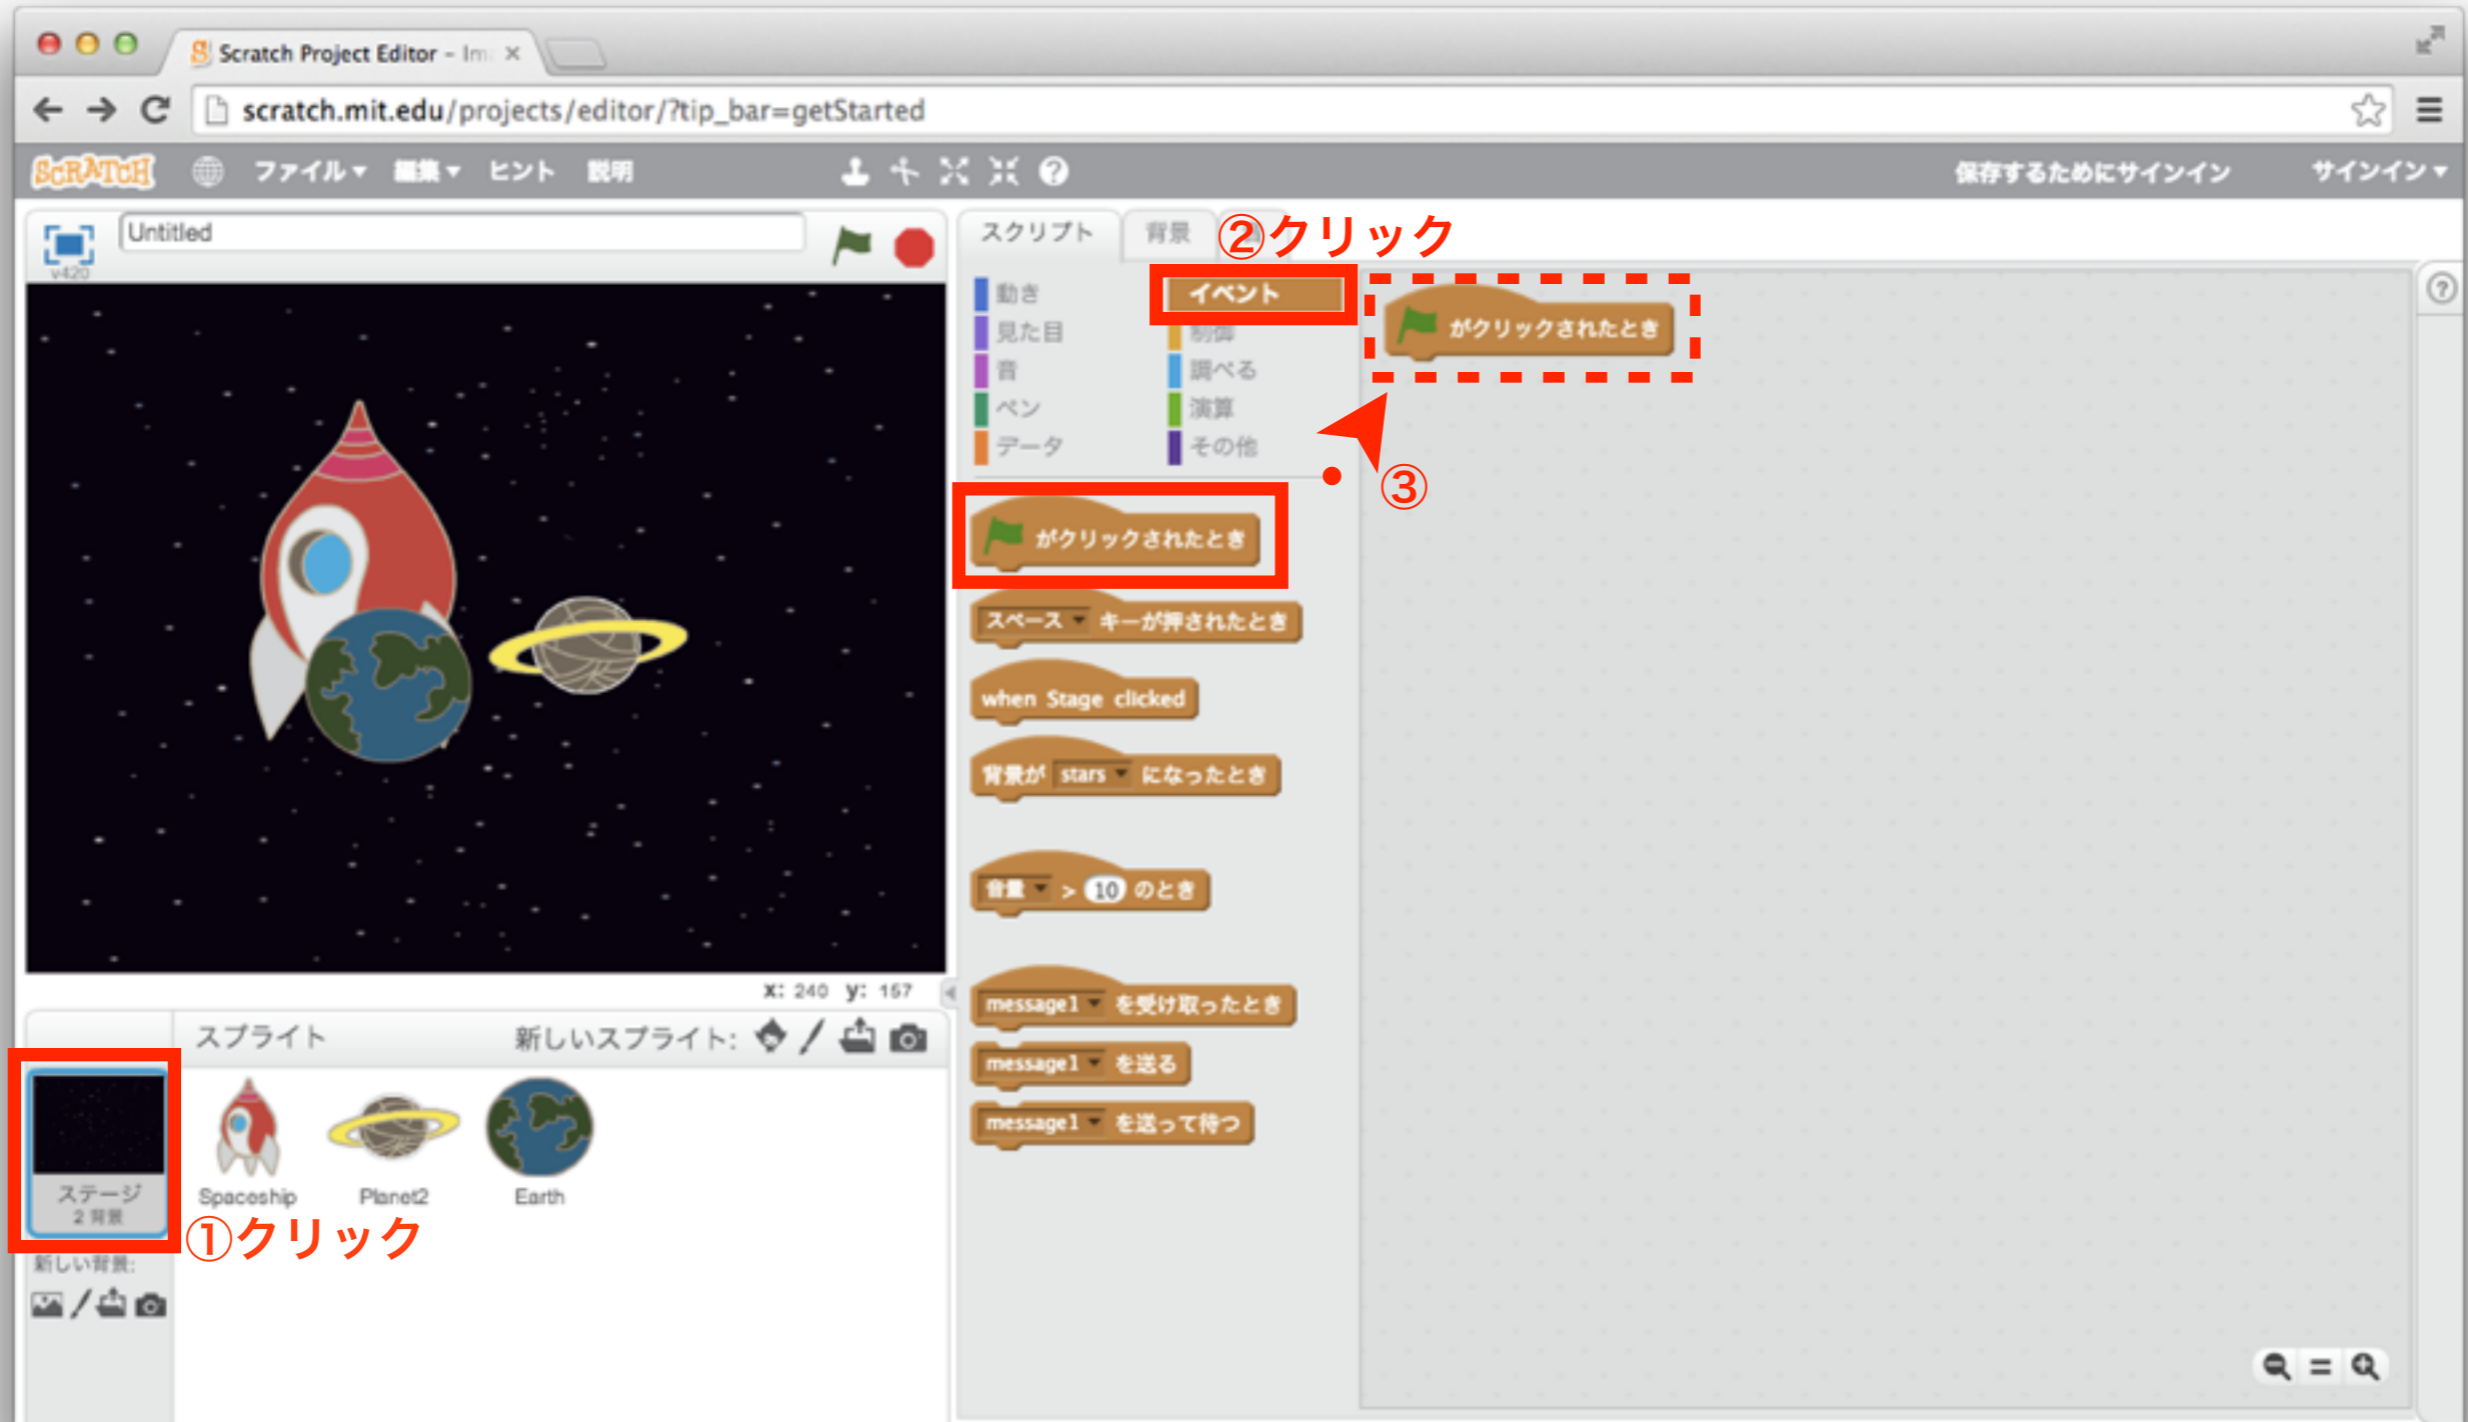 Scratch Project Editor – Im
scratch.mit.edu/projects/editor/?tip_bar=getStarted
SCRATCH ファイル 編集 ヒント 説明 保存するためにサインイン サインイン
v420
Untitled
スクリプト 背景
②クリック
動き イベント
見た目 制御
音 調べる
ペン 演算
データ その他
がクリックされたとき
③
がクリックされたとき
スペース キーが押されたとき
when Stage clicked
背景が stars になったとき
音量 > 10 のとき
message1 を受け取ったとき
message1 を送る
message1 を送って待つ
x: 240 y: 157
スプライト 新しいスプライト:
ステージ
2 背景
Spaceship Planet2 Earth
①クリック
新しい背景: